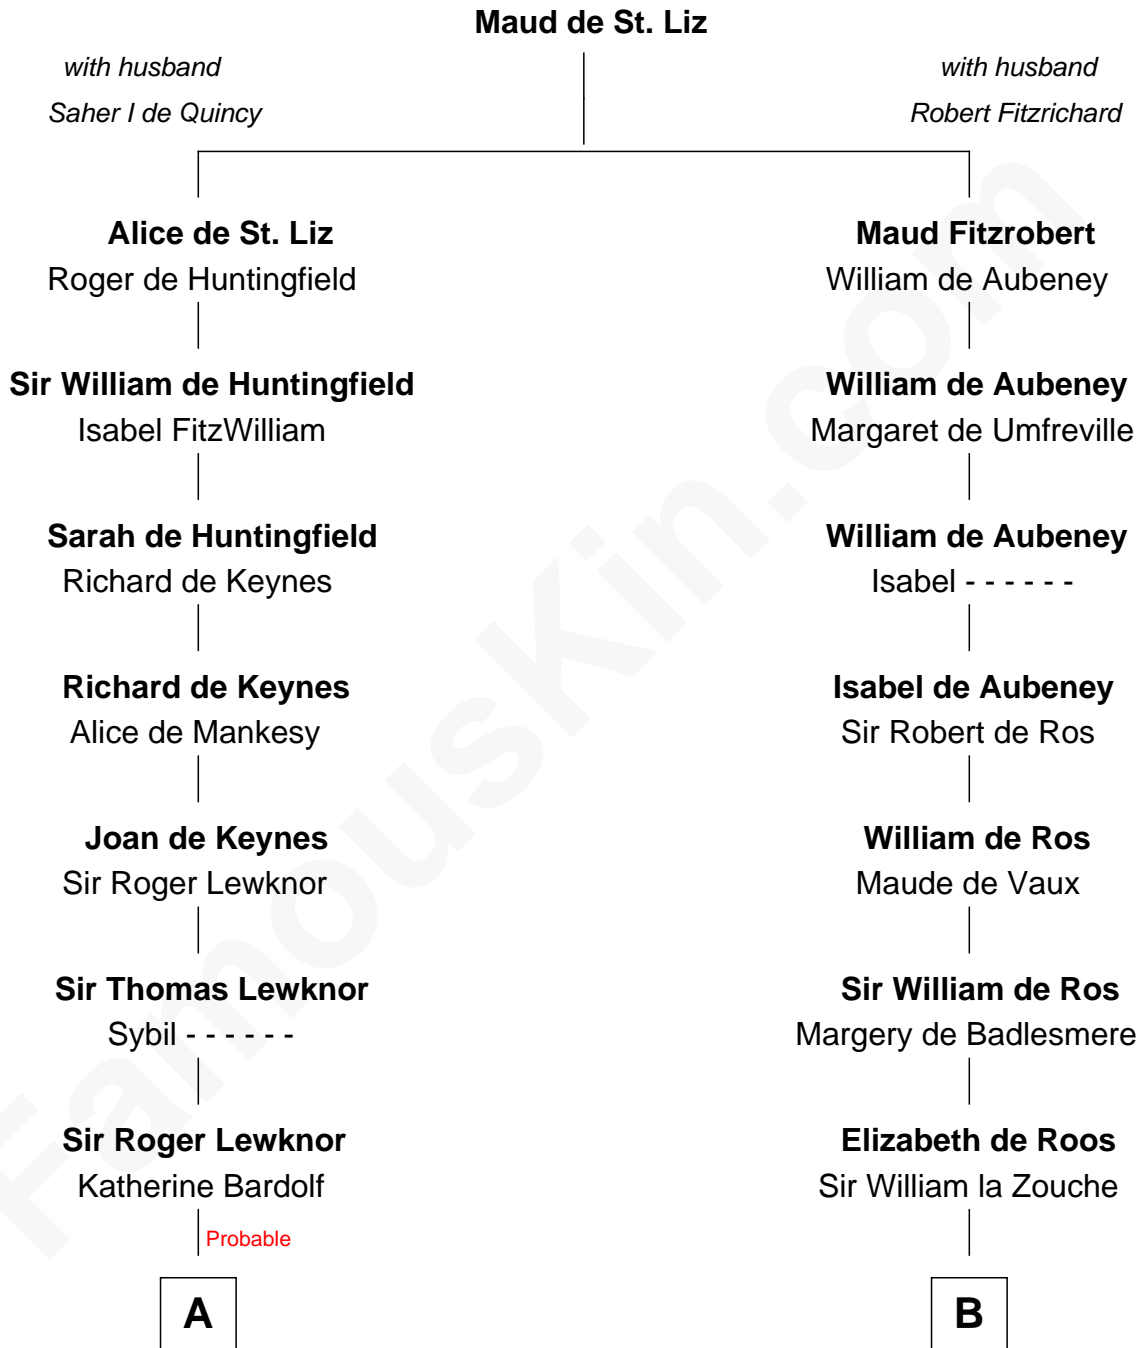 Maud de St. Liz
with husband
Saher I de Quincy
with husband
Robert Fitzrichard
Alice de St. Liz
Roger de Huntingfield
Maud Fitzrobert
William de Aubeney
Sir William de Huntingfield
Isabel FitzWilliam
William de Aubeney
Margaret de Umfreville
Sarah de Huntingfield
Richard de Keynes
William de Aubeney
Isabel - - - - - -
Richard de Keynes
Alice de Mankesy
Isabel de Aubeney
Sir Robert de Ros
Joan de Keynes
Sir Roger Lewknor
William de Ros
Maude de Vaux
Sir Thomas Lewknor
Sybil - - - - - -
Sir William de Ros
Margery de Badlesmere
Sir Roger Lewknor
Katherine Bardolf
Elizabeth de Roos
Sir William la Zouche
Probable
A
B
FamousKin.com